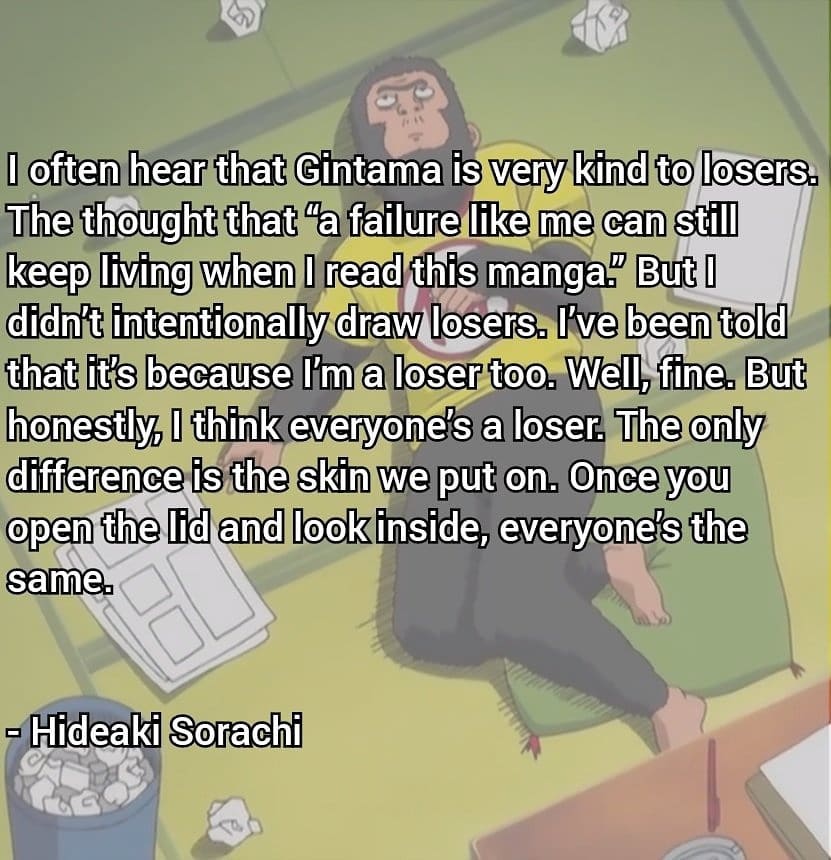 I often hear that Gintama is very kind to losers.
The thought that “a failure like me can still
keep living when I read this manga.” But I
didn’t intentionally draw losers. I’ve been told
that it’s because I’m a loser too. Well, fine. But
honestly, I think everyone’s a loser. The only
difference is the skin we put on. Once you
open the lid and look inside, everyone’s the
same.
- Hideaki Sorachi